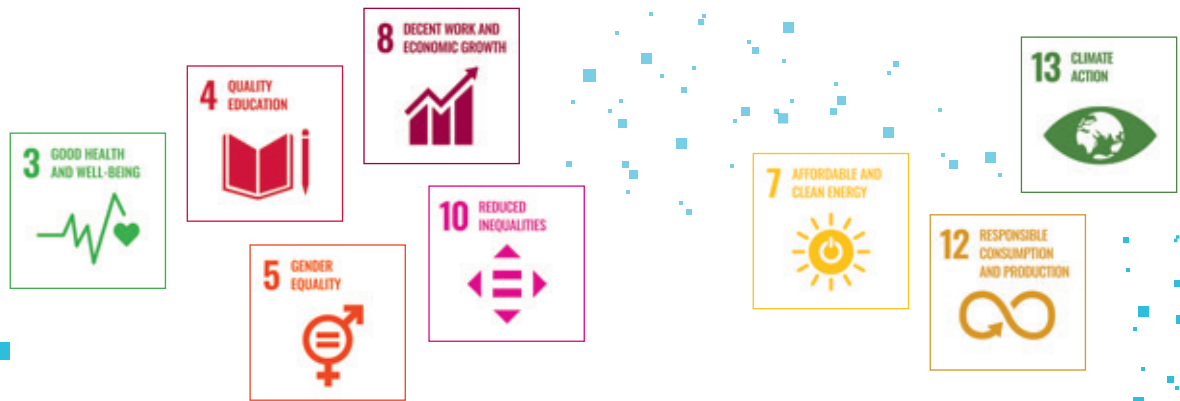 3 GOOD HEALTH
AND WELL-BEING
4 QUALITY
EDUCATION
5 GENDER
EQUALITY
8 DECENT WORK AND
ECONOMIC GROWTH
10 REDUCED
INEQUALITIES
7 AFFORDABLE AND
CLEAN ENERGY
12 RESPONSIBLE
CONSUMPTION
AND PRODUCTION
13 CLIMATE
ACTION